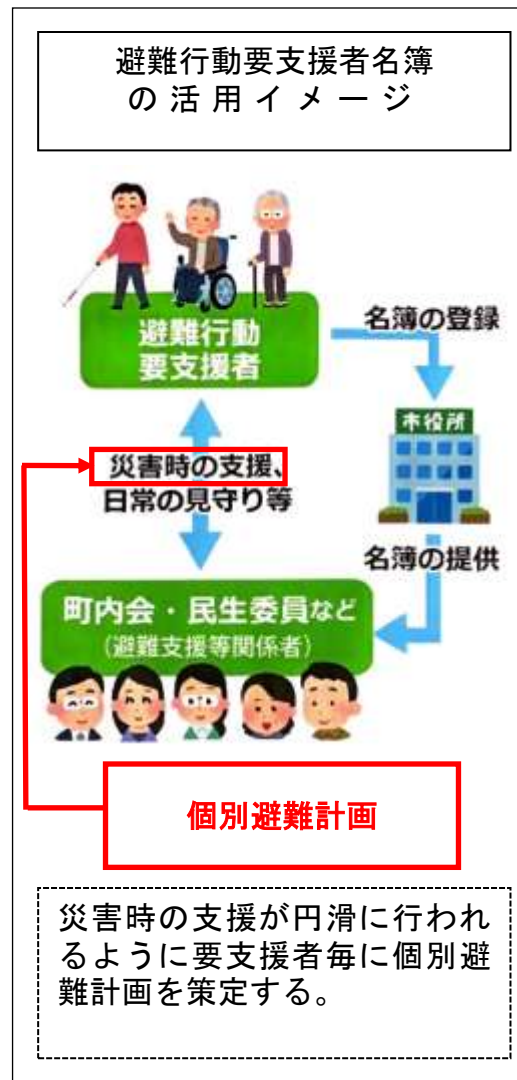 避難行動要支援者名簿
の活用イメージ
避難行動
要支援者
名簿の登録
市役所
災害時の支援、
日常の見守り等
名簿の提供
町内会・民生委員など
(避難支援等関係者)
個別避難計画
災害時の支援が円滑に行われ
るように要支援者毎に個別避
難計画を策定する。